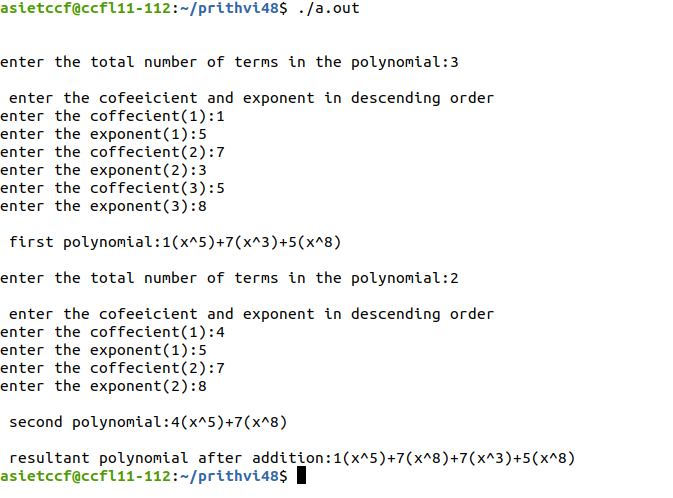 asietccf@ccfl11-112:~/prithvi48$ ./a.out
enter the total number of terms in the polynomial:3
enter the cofeeicient and exponent in descending order
enter the coffecient(1):1
enter the exponent(1):5
enter the coffecient(2):7
enter the exponent(2):3
enter the coffecient(3):5
enter the exponent(3):8
first polynomial:1(x^5)+7(x^3)+5(x^8)
enter the total number of terms in the polynomial:2
enter the cofeeicient and exponent in descending order
enter the coffecient(1):4
enter the exponent(1):5
enter the coffecient(2):7
enter the exponent(2):8
second polynomial:4(x^5)+7(x^8)
resultant polynomial after addition:1(x^5)+7(x^8)+7(x^3)+5(x^8)
asietccf@ccfl11-112:~/prithvi48$